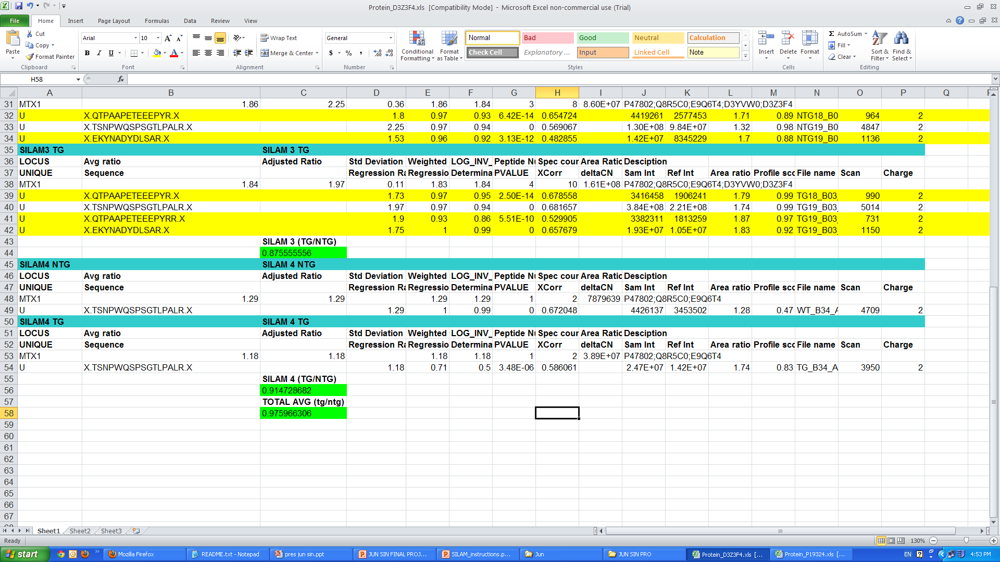 Protein_D3Z3F4.xls [Compatibility Mode] - Microsoft Excel non-commercial use (Trial)
File Home Insert Page Layout Formulas Data Review View
Paste Cut Copy Format Painter Clipboard
Arial 10 B I U Font
Wrap Text Merge & Center Alignment
General $ % , Number
Conditional Formatting Format as Table Normal Bad Good Neutral Calculation
Check Cell Explanatory ... Input Linked Cell Note Styles
Insert Delete Format Cells
Σ AutoSum Fill Clear Sort & Filter Find & Select Editing
H58 fx
A B C D E F G H I J K L M N O P Q
31 MTX1 1.86 2.25 0.36 1.86 1.84 3 8 8.60E+07 P47802;Q8R5C0;E9Q6T4;D3YVW0;D3Z3F4
32 U X.QTPAAPETEEEPYR.X 1.8 0.97 0.93 6.42E-14 0.654724 4419261 2577453 1.71 0.89 NTG18_B0 964 2
33 U X.TSNPWQSPSGTLPALR.X 2.25 0.97 0.94 0 0.569067 1.30E+08 9.84E+07 1.32 0.98 NTG19_B0 4847 2
34 U X.EKYNADYDLSAR.X 1.53 0.96 0.92 3.13E-12 0.482855 1.42E+07 8345229 1.7 0.88 NTG19_B0 1136 2
35 SILAM3 TG SILAM 3 TG
36 LOCUS Avg ratio Adjusted Ratio Std Deviation Weighted LOG_INV_ Peptide Nu Spec cour Area Ratio Desciption
37 UNIQUE Sequence Regression Ra Regressio Determina PVALUE XCorr deltaCN Sam Int Ref Int Area ratio Profile sco File name Scan Charge
38 MTX1 1.84 1.97 0.11 1.83 1.84 4 10 1.61E+08 P47802;Q8R5C0;E9Q6T4;D3YVW0;D3Z3F4
39 U X.QTPAAPETEEEPYR.X 1.73 0.97 0.95 2.50E-14 0.678558 3416458 1906241 1.79 0.99 TG18_B03_ 990 2
40 U X.TSNPWQSPSGTLPALR.X 1.97 0.97 0.94 0 0.681657 3.84E+08 2.21E+08 1.74 0.99 TG19_B03_ 5014 2
41 U X.QTPAAPETEEEPYRR.X 1.9 0.93 0.86 5.51E-10 0.529905 3382311 1813259 1.87 0.97 TG19_B03_ 731 2
42 U X.EKYNADYDLSAR.X 1.75 1 0.99 0 0.657679 1.93E+07 1.05E+07 1.83 0.92 TG19_B03_ 1150 2
43 SILAM 3 (TG/NTG)
44 0.875555556
45 SILAM4 NTG SILAM 4 NTG
46 LOCUS Avg ratio Adjusted Ratio Std Deviation Weighted LOG_INV_ Peptide Nu Spec cour Area Ratio Desciption
47 UNIQUE Sequence Regression Ra Regressio Determina PVALUE XCorr deltaCN Sam Int Ref Int Area ratio Profile sco File name Scan Charge
48 MTX1 1.29 1.29 1.29 1.29 1 2 7879639 P47802;Q8R5C0;E9Q6T4
49 U X.TSNPWQSPSGTLPALR.X 1.29 1 0.99 0 0.672048 4426137 3453502 1.28 0.47 WT_B34_A 4709 2
50 SILAM4 TG SILAM 4 TG
51 LOCUS Avg ratio Adjusted Ratio Std Deviation Weighted LOG_INV_ Peptide Nu Spec cour Area Ratio Desciption
52 UNIQUE Sequence Regression Ra Regressio Determina PVALUE XCorr deltaCN Sam Int Ref Int Area ratio Profile sco File name Scan Charge
53 MTX1 1.18 1.18 1.18 1.18 1 2 3.89E+07 P47802;Q8R5C0;E9Q6T4
54 U X.TSNPWQSPSGTLPALR.X 1.18 0.71 0.5 3.48E-06 0.586061 2.47E+07 1.42E+07 1.74 0.83 TG_B34_A 3950 2
55 SILAM 4 (TG/NTG)
56 0.914728682
57 TOTAL AVG (tg/ntg)
58 0.975966306
59
60
61
62
63
64
65
66
67
Sheet1 Sheet2 Sheet3
Ready 130%
start Mozilla Firefox README.txt - Notepad pres jun sin.ppt JUN SIN FINAL PROJ... SILAM_instructions.p... Jun JUN SIN PRO Protein_D3Z3F4.xls [... Protein_P19324.xls [... EN 4:53 PM